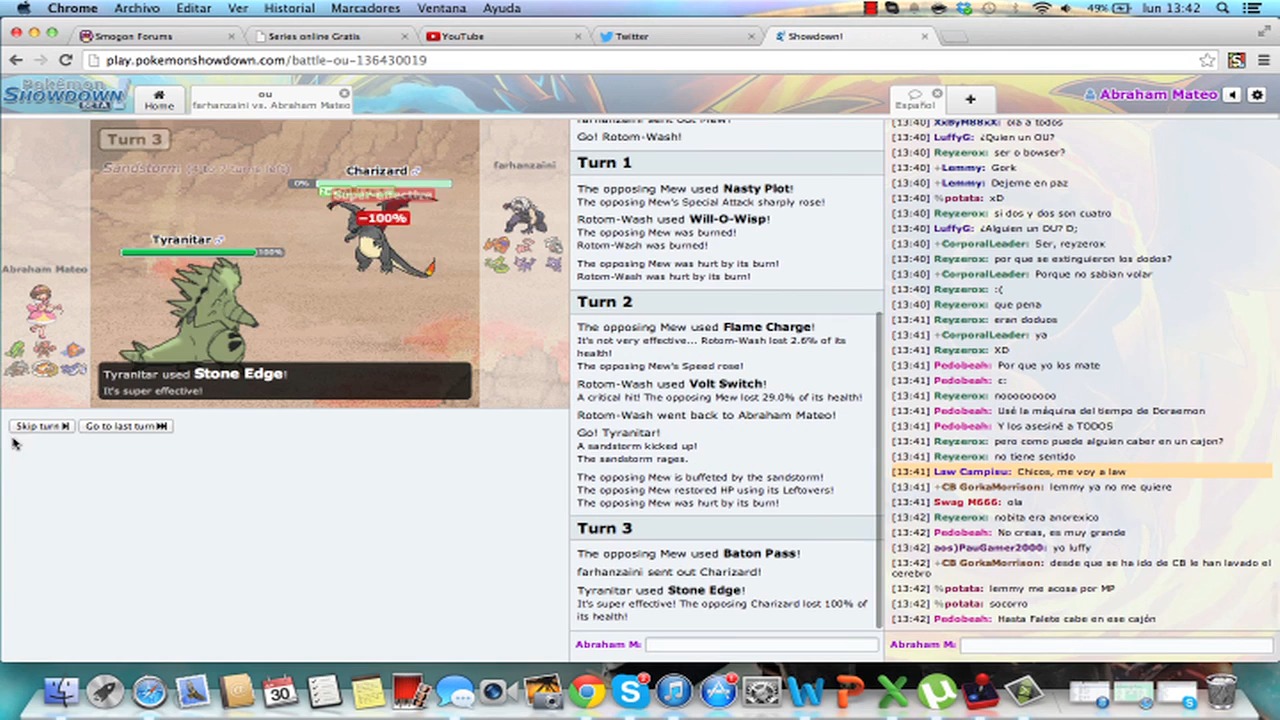 Chrome Archivo Editar Ver Historial Marcadores Ventana Ayuda 49% lun 13:42
Smogon Forums Series online Gratis YouTube Twitter Showdown!
play.pokemonshowdown.com/battle-ou-136430019
Pokémon
SHOWDOWN
BETA
Home
ou
farhanzaini vs. Abraham Mateo
Español
+
Abraham Mateo
Turn 3
Charizard
0%
Super-effective
−100%
Tyranitar
100%
farhanzaini
Abraham Mateo
Tyranitar used Stone Edge!
It's super effective!
Skip turn
Go to last turn
Go! Rotom-Wash!
Turn 1
The opposing Mew used Nasty Plot!
The opposing Mew's Special Attack sharply rose!
Rotom-Wash used Will-O-Wisp!
The opposing Mew was burned!
Rotom-Wash was burned!
The opposing Mew was hurt by its burn!
Rotom-Wash was hurt by its burn!
Turn 2
The opposing Mew used Flame Charge!
It's not very effective... Rotom-Wash lost 2.6% of its
health!
The opposing Mew's Speed rose!
Rotom-Wash used Volt Switch!
A critical hit! The opposing Mew lost 29.0% of its health!
Rotom-Wash went back to Abraham Mateo!
Go! Tyranitar!
A sandstorm kicked up!
The sandstorm rages.
The opposing Mew is buffeted by the sandstorm!
The opposing Mew restored HP using its Leftovers!
The opposing Mew was hurt by its burn!
Turn 3
The opposing Mew used Baton Pass!
farhanzaini sent out Charizard!
Tyranitar used Stone Edge!
It's super effective! The opposing Charizard lost 100% of
its health!
Abraham M:
[13:40] XxByM88xX: ola a todos
[13:40] LuffyG: ¿Quien un OU?
[13:40] Reyzerox: ser o bowser?
[13:40] +Lemmy: Gork
[13:40] +Lemmy: Dejeme en paz
[13:40] %potata: xD
[13:40] Reyzerox: si dos y dos son cuatro
[13:40] LuffyG: ¿Alguien un OU? D;
[13:40] +CorporalLeader: Ser, reyzerox
[13:40] Reyzerox: por que se extinguieron los dodos?
[13:40] +CorporalLeader: Porque no sabian volar
[13:40] Reyzerox: :(
[13:40] Reyzerox: que pena
[13:41] Reyzerox: eran doduos
[13:41] +CorporalLeader: ya
[13:41] Reyzerox: XD
[13:41] Pedobeah: Por que yo los mate
[13:41] Pedobeah: c:
[13:41] Reyzerox: nooooooooo
[13:41] Pedobeah: Usé la máquina del tiempo de Doraemon
[13:41] Pedobeah: Y los asesiné a TODOS
[13:41] Reyzerox: pero como puede alguien caber en un cajon?
[13:41] Reyzerox: no tiene sentido
[13:41] Law Campisu: Chicos, me voy a law
[13:41] +CB GorkaMorrison: lemmy ya no me quiere
[13:41] Swag M666: ola
[13:42] Reyzerox: nobita era anorexico
[13:42] Pedobeah: No creas, es muy grande
[13:42] aos)PauGamer2000: yo luffy
[13:42] +CB GorkaMorrison: desde que se ha ido de CB le han lavado el
cerebro
[13:42] %potata: lemmy me acosa por MP
[13:42] %potata: socorro
[13:42] Pedobeah: Hasta Falete cabe en ese cajón
Abraham M:
30